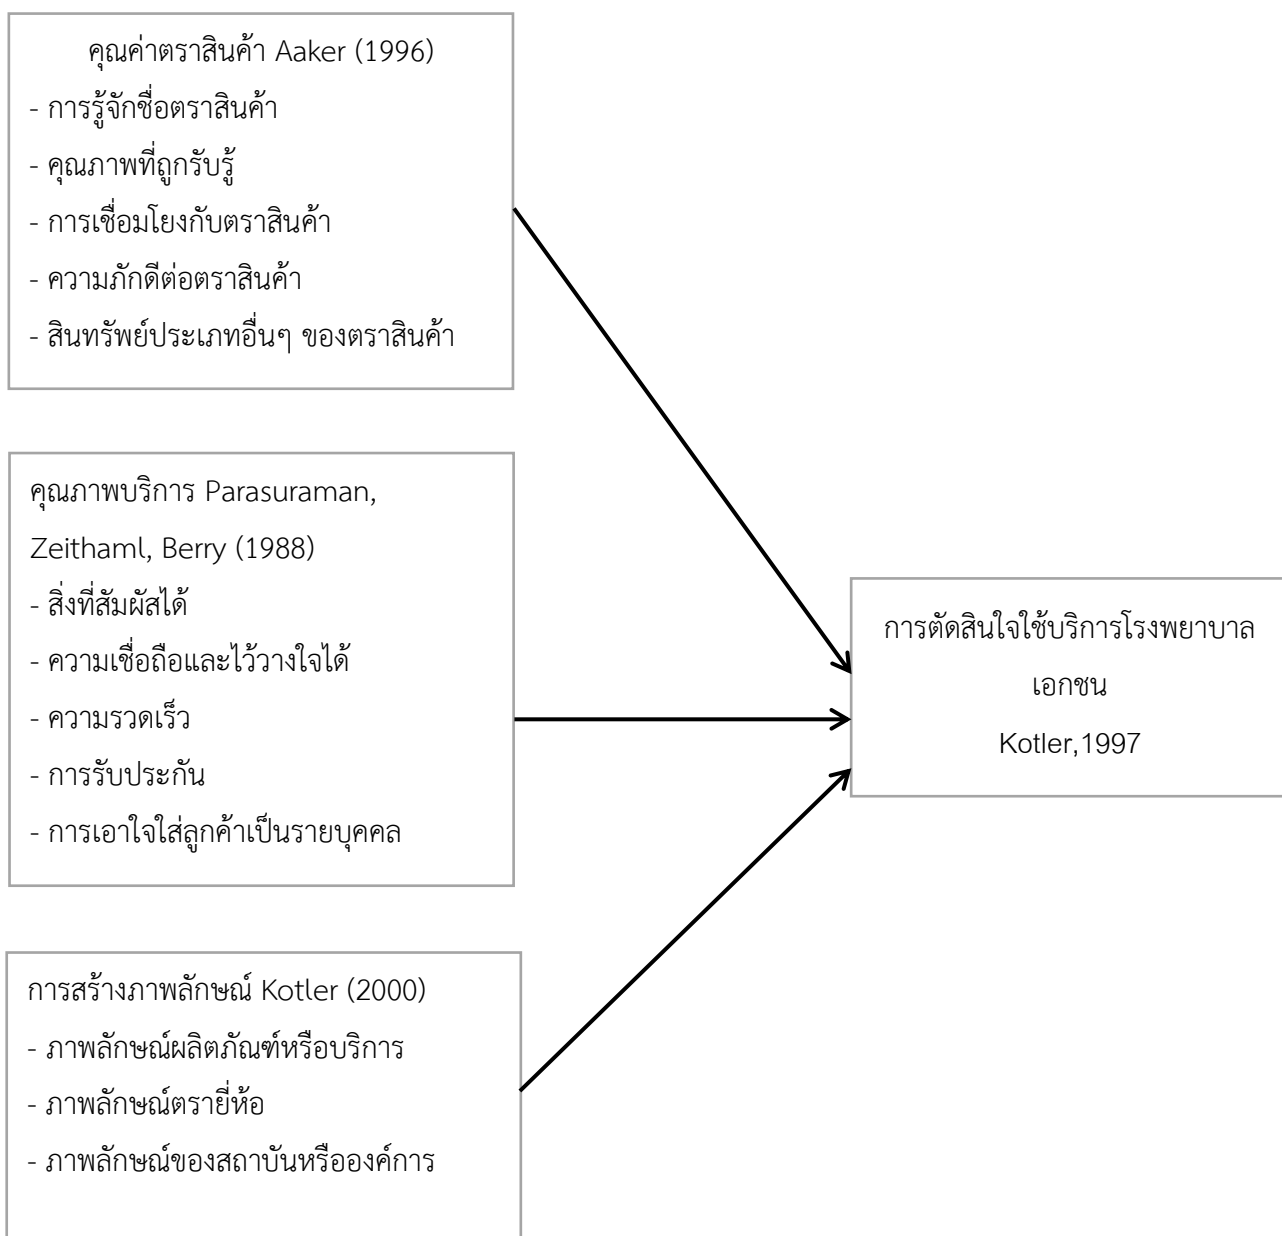 คุณค่าตราสินค้า Aaker (1996)
- การรู้จักชื่อตราสินค้า
- คุณภาพที่ถูกรับรู้
- การเชื่อมโยงกับตราสินค้า
- ความภักดีต่อตราสินค้า
- สินทรัพย์ประเภทอื่นๆ ของตราสินค้า
คุณภาพบริการ Parasuraman,
Zeithaml, Berry (1988)
- สิ่งที่สัมผัสได้
- ความเชื่อถือและไว้วางใจได้
- ความรวดเร็ว
- การรับประกัน
- การเอาใจใส่ลูกค้าเป็นรายบุคคล
การสร้างภาพลักษณ์ Kotler (2000)
- ภาพลักษณ์ผลิตภัณฑ์หรือบริการ
- ภาพลักษณ์ตรายี่ห้อ
- ภาพลักษณ์ของสถาบันหรือองค์การ
การตัดสินใจใช้บริการโรงพยาบาล
เอกชน
Kotler,1997